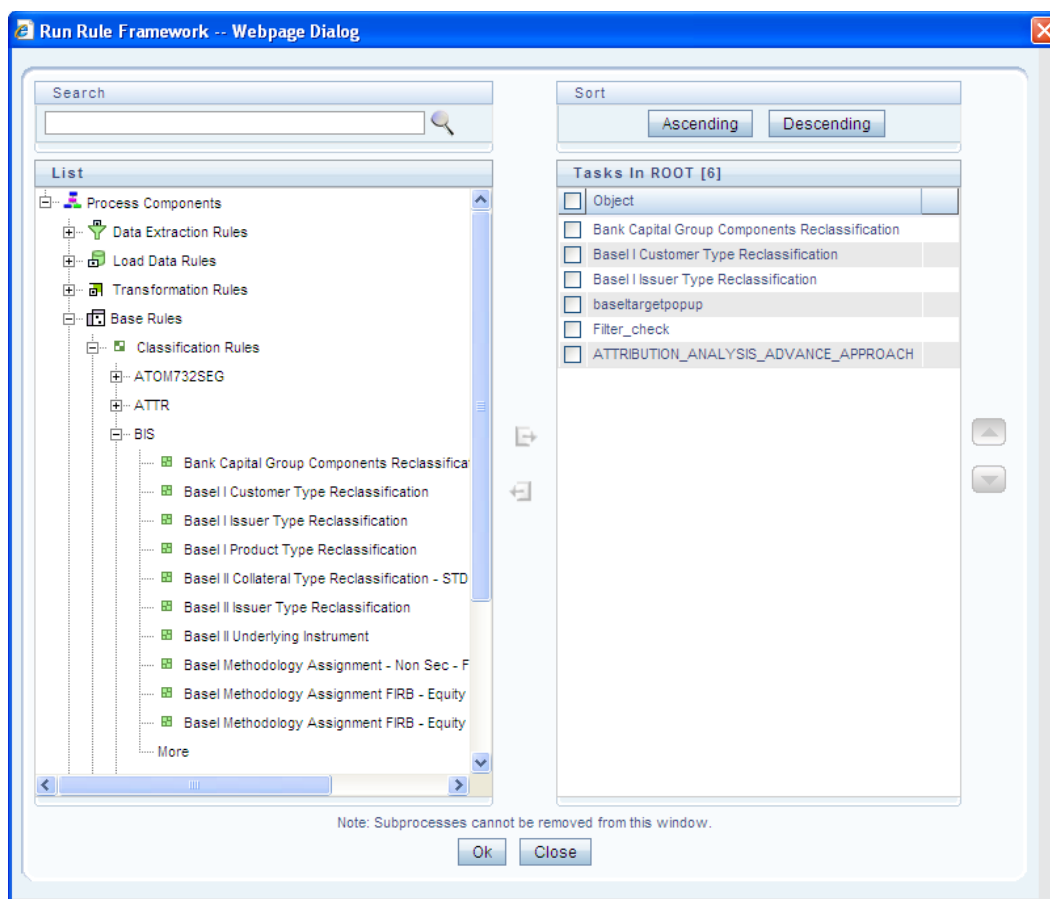 Run Rule Framework -- Webpage Dialog
Search
Sort
Ascending Descending
List
Process Components
Data Extraction Rules
Load Data Rules
Transformation Rules
Base Rules
Classification Rules
ATOM732SEG
ATTR
BIS
Bank Capital Group Components Reclassifica
Basel I Customer Type Reclassification
Basel I Issuer Type Reclassification
Basel I Product Type Reclassification
Basel II Collateral Type Reclassification - STD
Basel II Issuer Type Reclassification
Basel II Underlying Instrument
Basel Methodology Assignment - Non Sec - F
Basel Methodology Assignment FIRB - Equity
Basel Methodology Assignment FIRB - Equity
More
Tasks In ROOT [6]
Object
Bank Capital Group Components Reclassification
Basel I Customer Type Reclassification
Basel I Issuer Type Reclassification
baseltargetpopup
Filter_check
ATTRIBUTION_ANALYSIS_ADVANCE_APPROACH
Note: Subprocesses cannot be removed from this window.
Ok Close